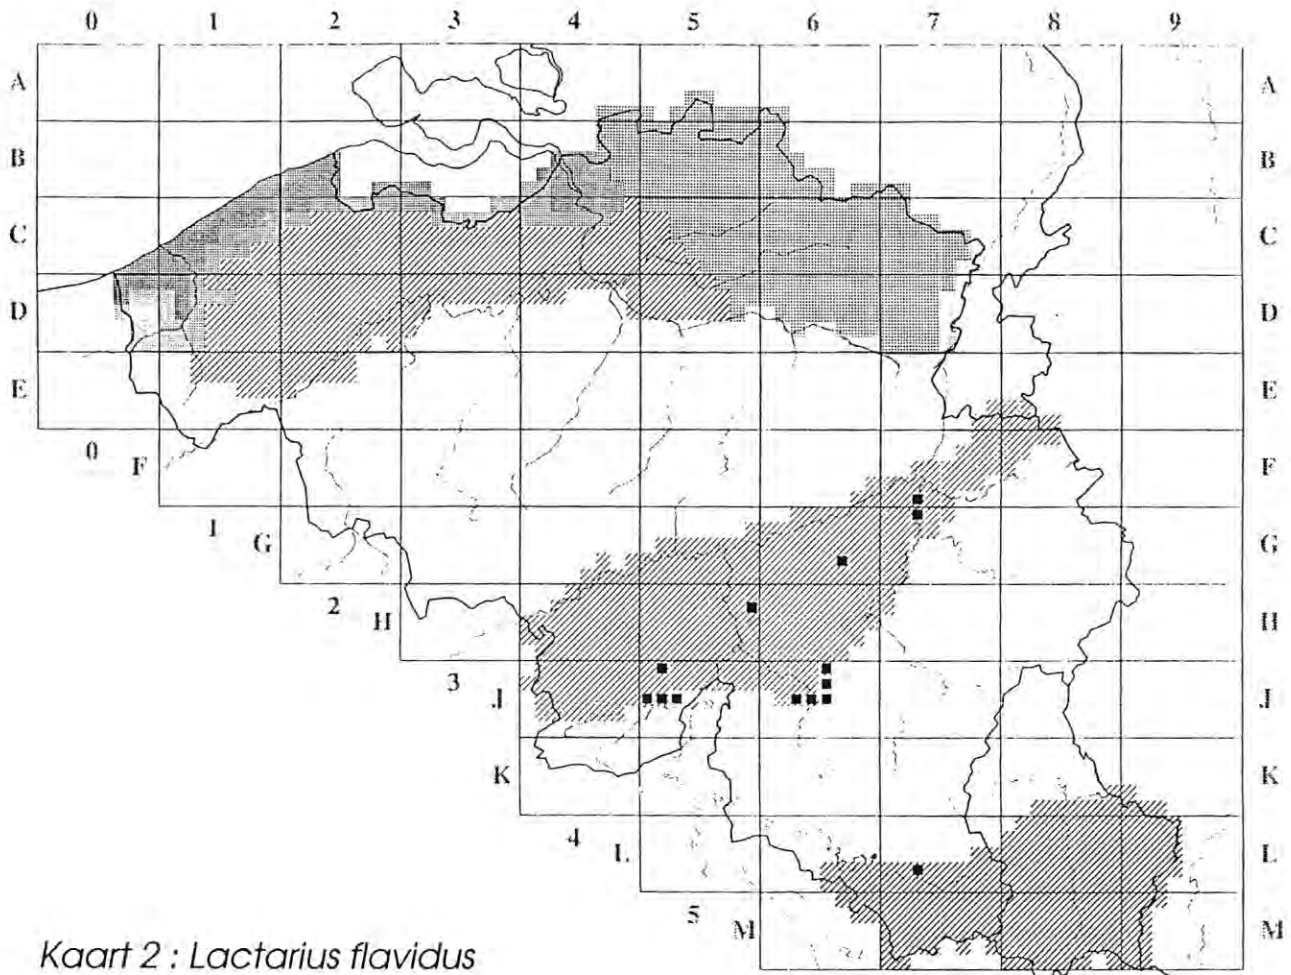 0 1 2 3 4 5 6 7 8 9
A A
B B
C C
D D
E E
0 F F
1 G G
2 H H
3 J J
K K
4 L L
5 M M
Kaart 2 : Lactarius flavidus